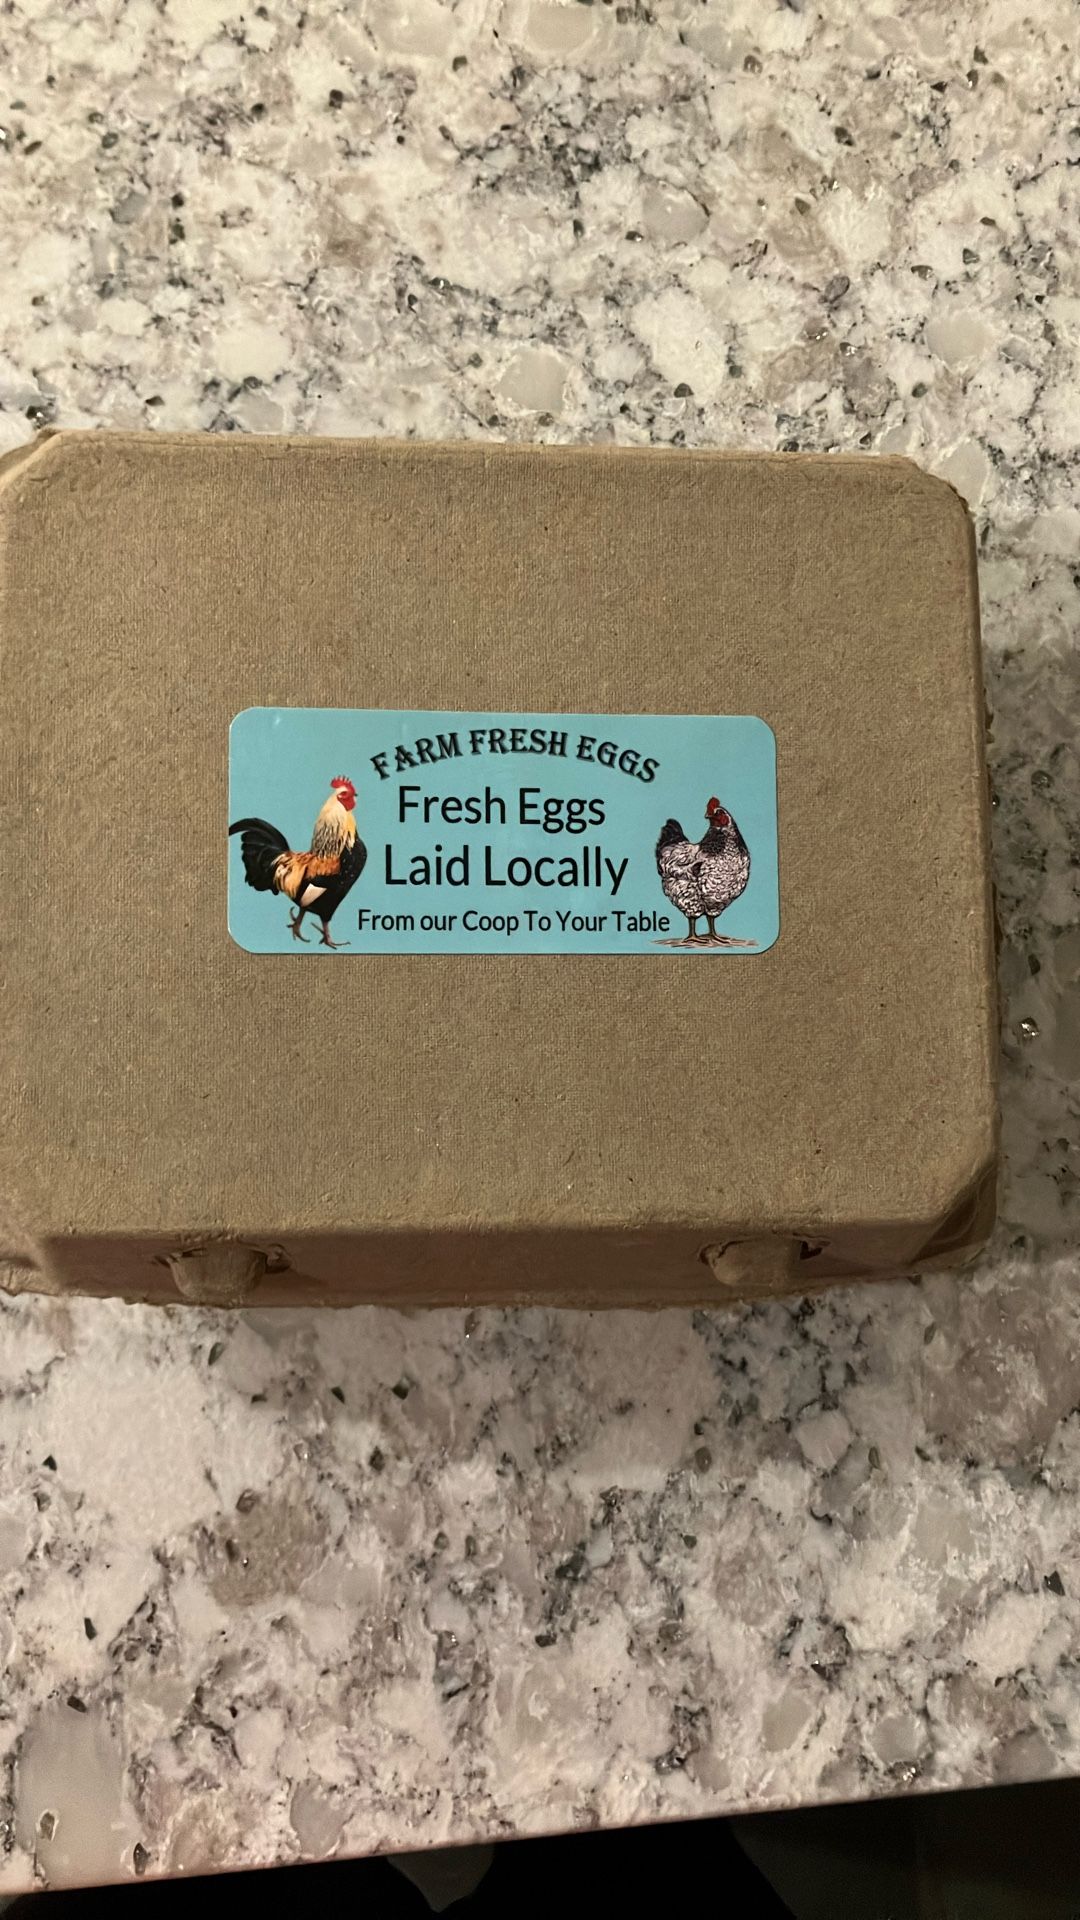 FARM FRESH EGGS
Fresh Eggs
Laid Locally
From our Coop To Your Table